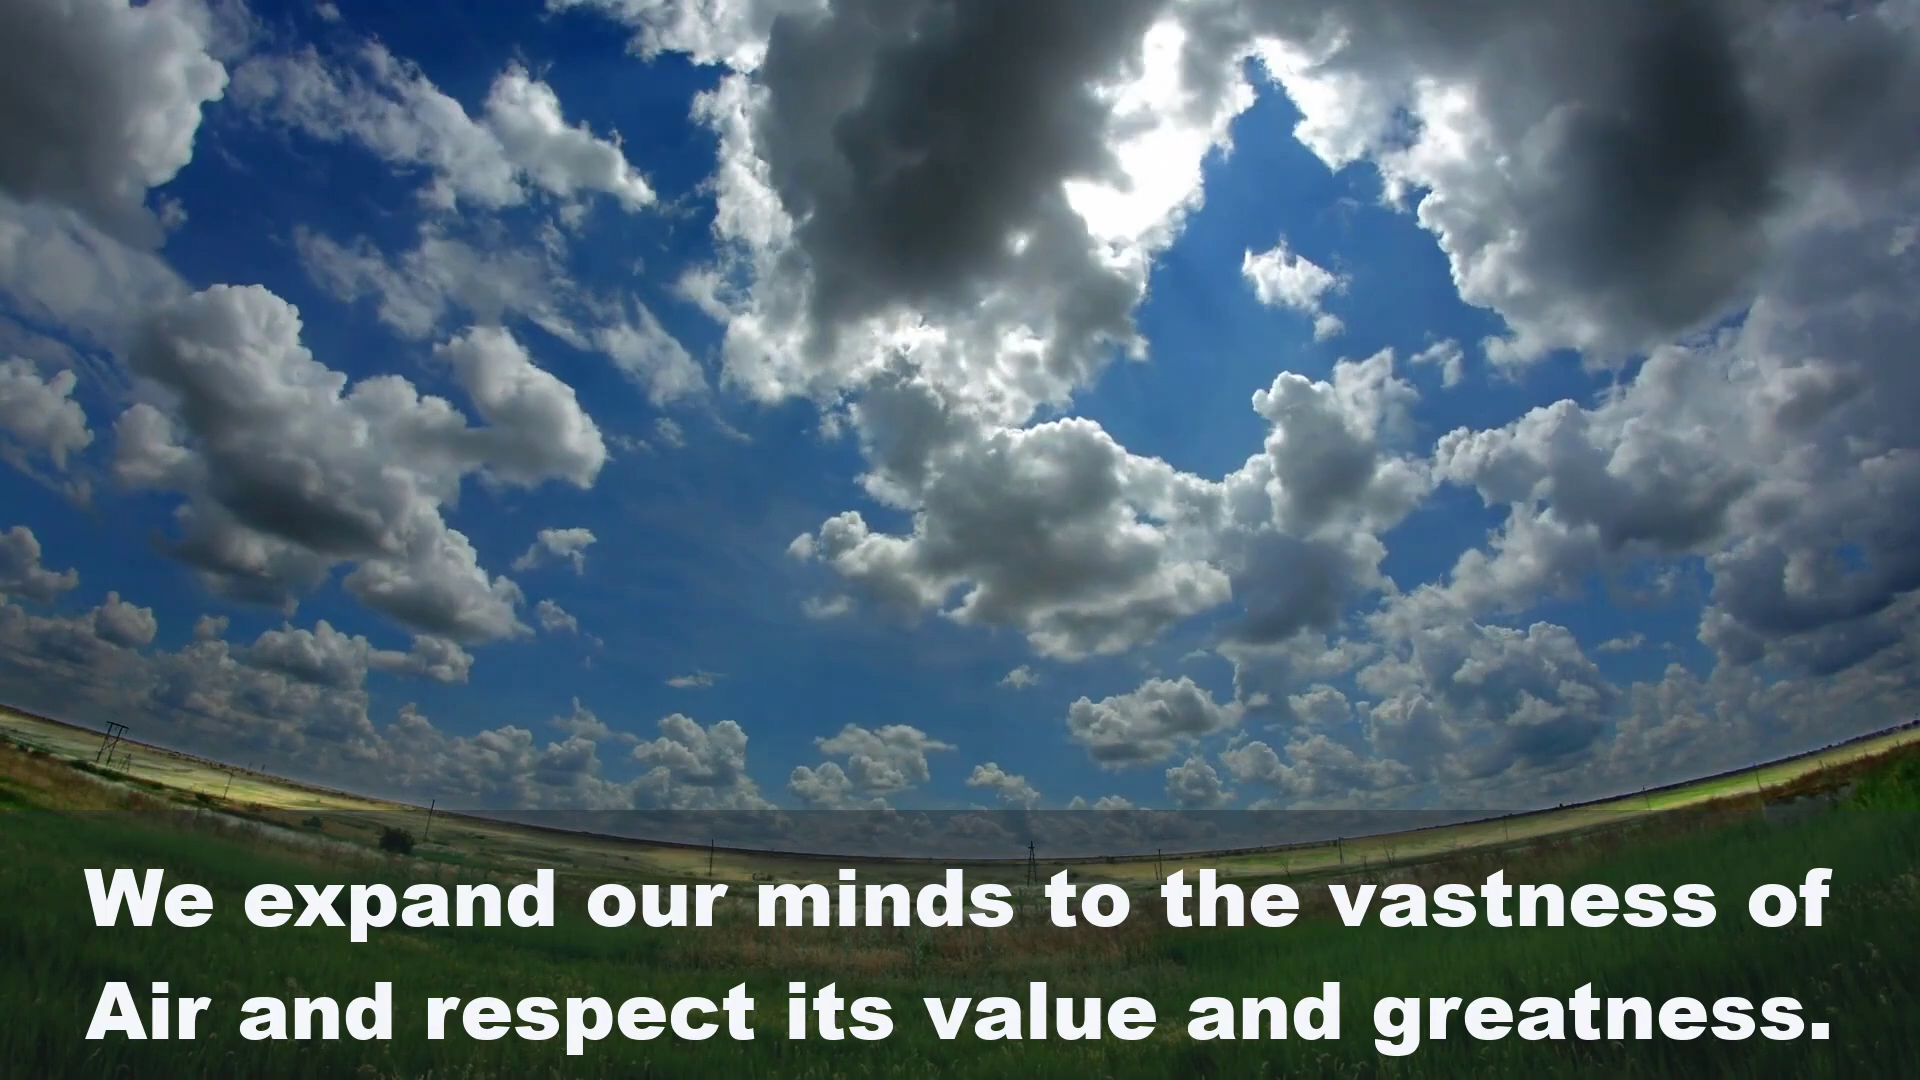 We expand our minds to the vastness of
Air and respect its value and greatness.